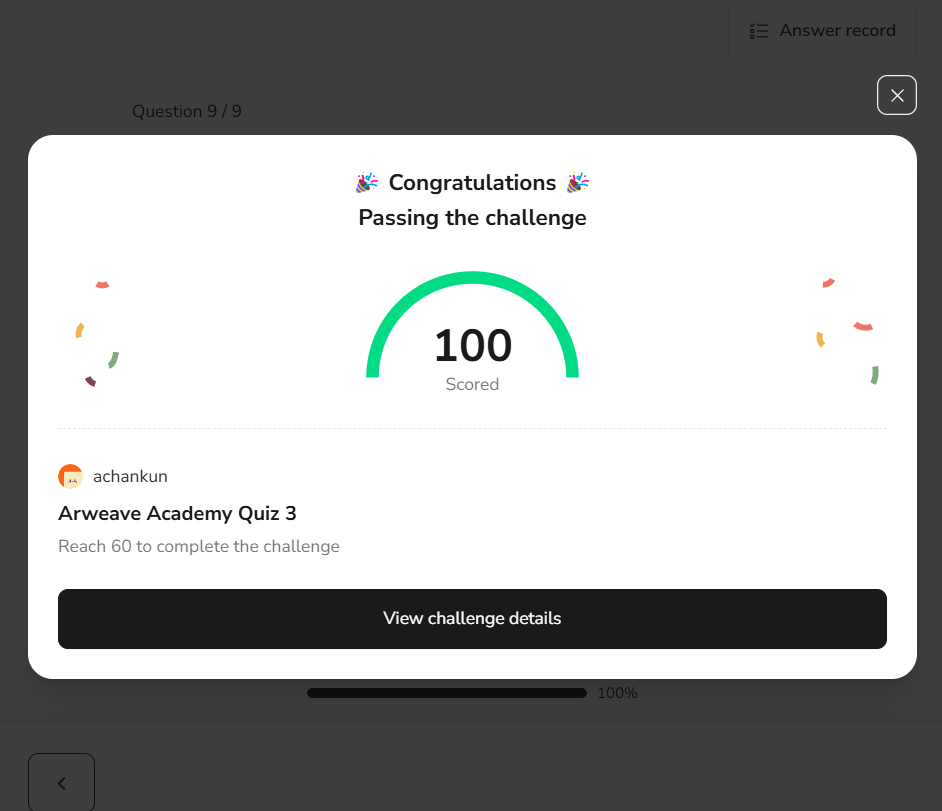 Answer record
Question 9 / 9
Congratulations
Passing the challenge
100
Scored
achankun
Arweave Academy Quiz 3
Reach 60 to complete the challenge
View challenge details
100%